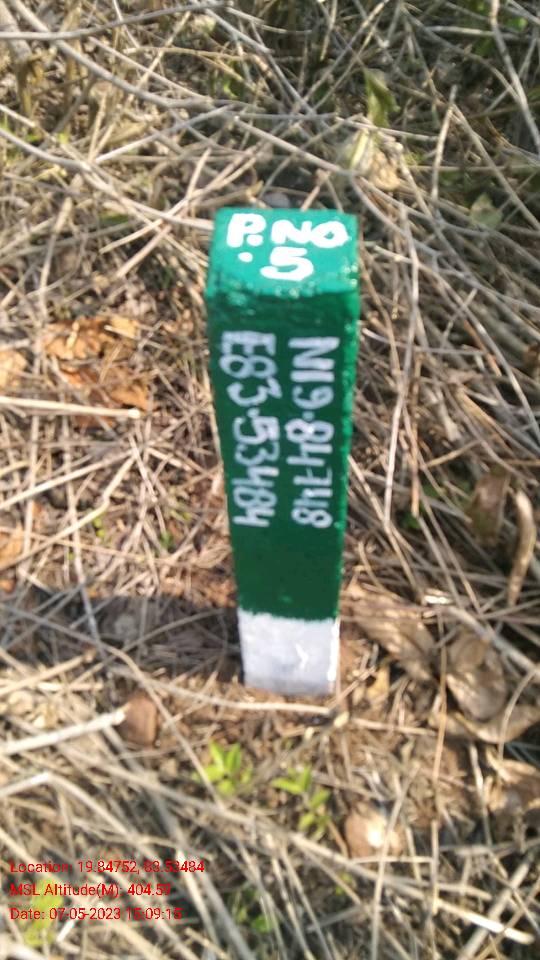 P.NO
.5
N19.84748
E83.53484
Location: 19.84752, 83.53484
MSL Altitude(M): 404.57
Date: 07-05-2023 15:09:15